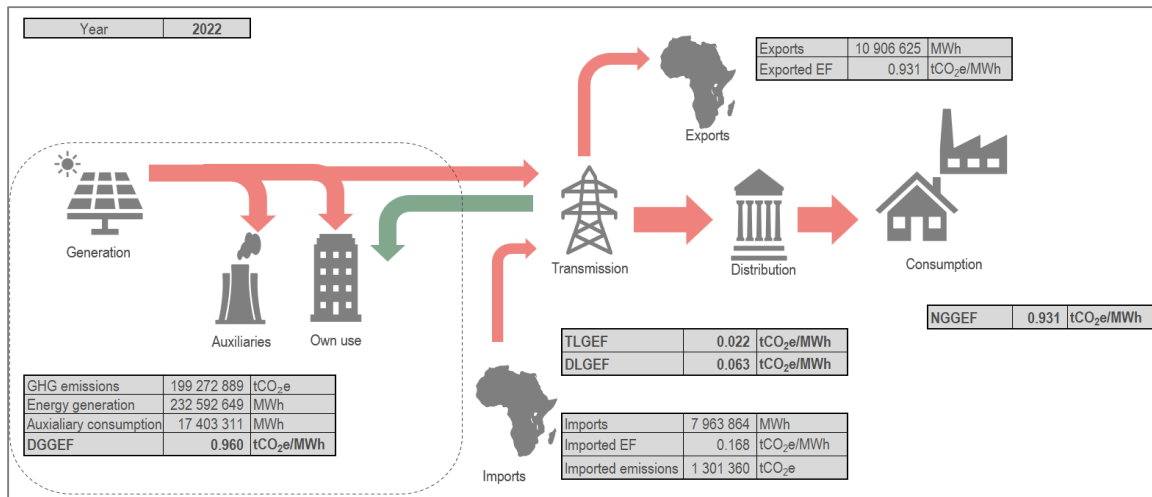 Year 2022
Exports 10 906 625 MWh
Exported EF 0.931 tCO₂e/MWh
Exports
Generation
Transmission
Distribution
Consumption
Auxiliaries
Own use
NGGEF 0.931 tCO₂e/MWh
TLGEF 0.022 tCO₂e/MWh
DLGEF 0.063 tCO₂e/MWh
GHG emissions 199 272 889 tCO₂e
Energy generation 232 592 649 MWh
Auxialiary consumption 17 403 311 MWh
DGGEF 0.960 tCO₂e/MWh
Imports
Imports 7 963 864 MWh
Imported EF 0.168 tCO₂e/MWh
Imported emissions 1 301 360 tCO₂e